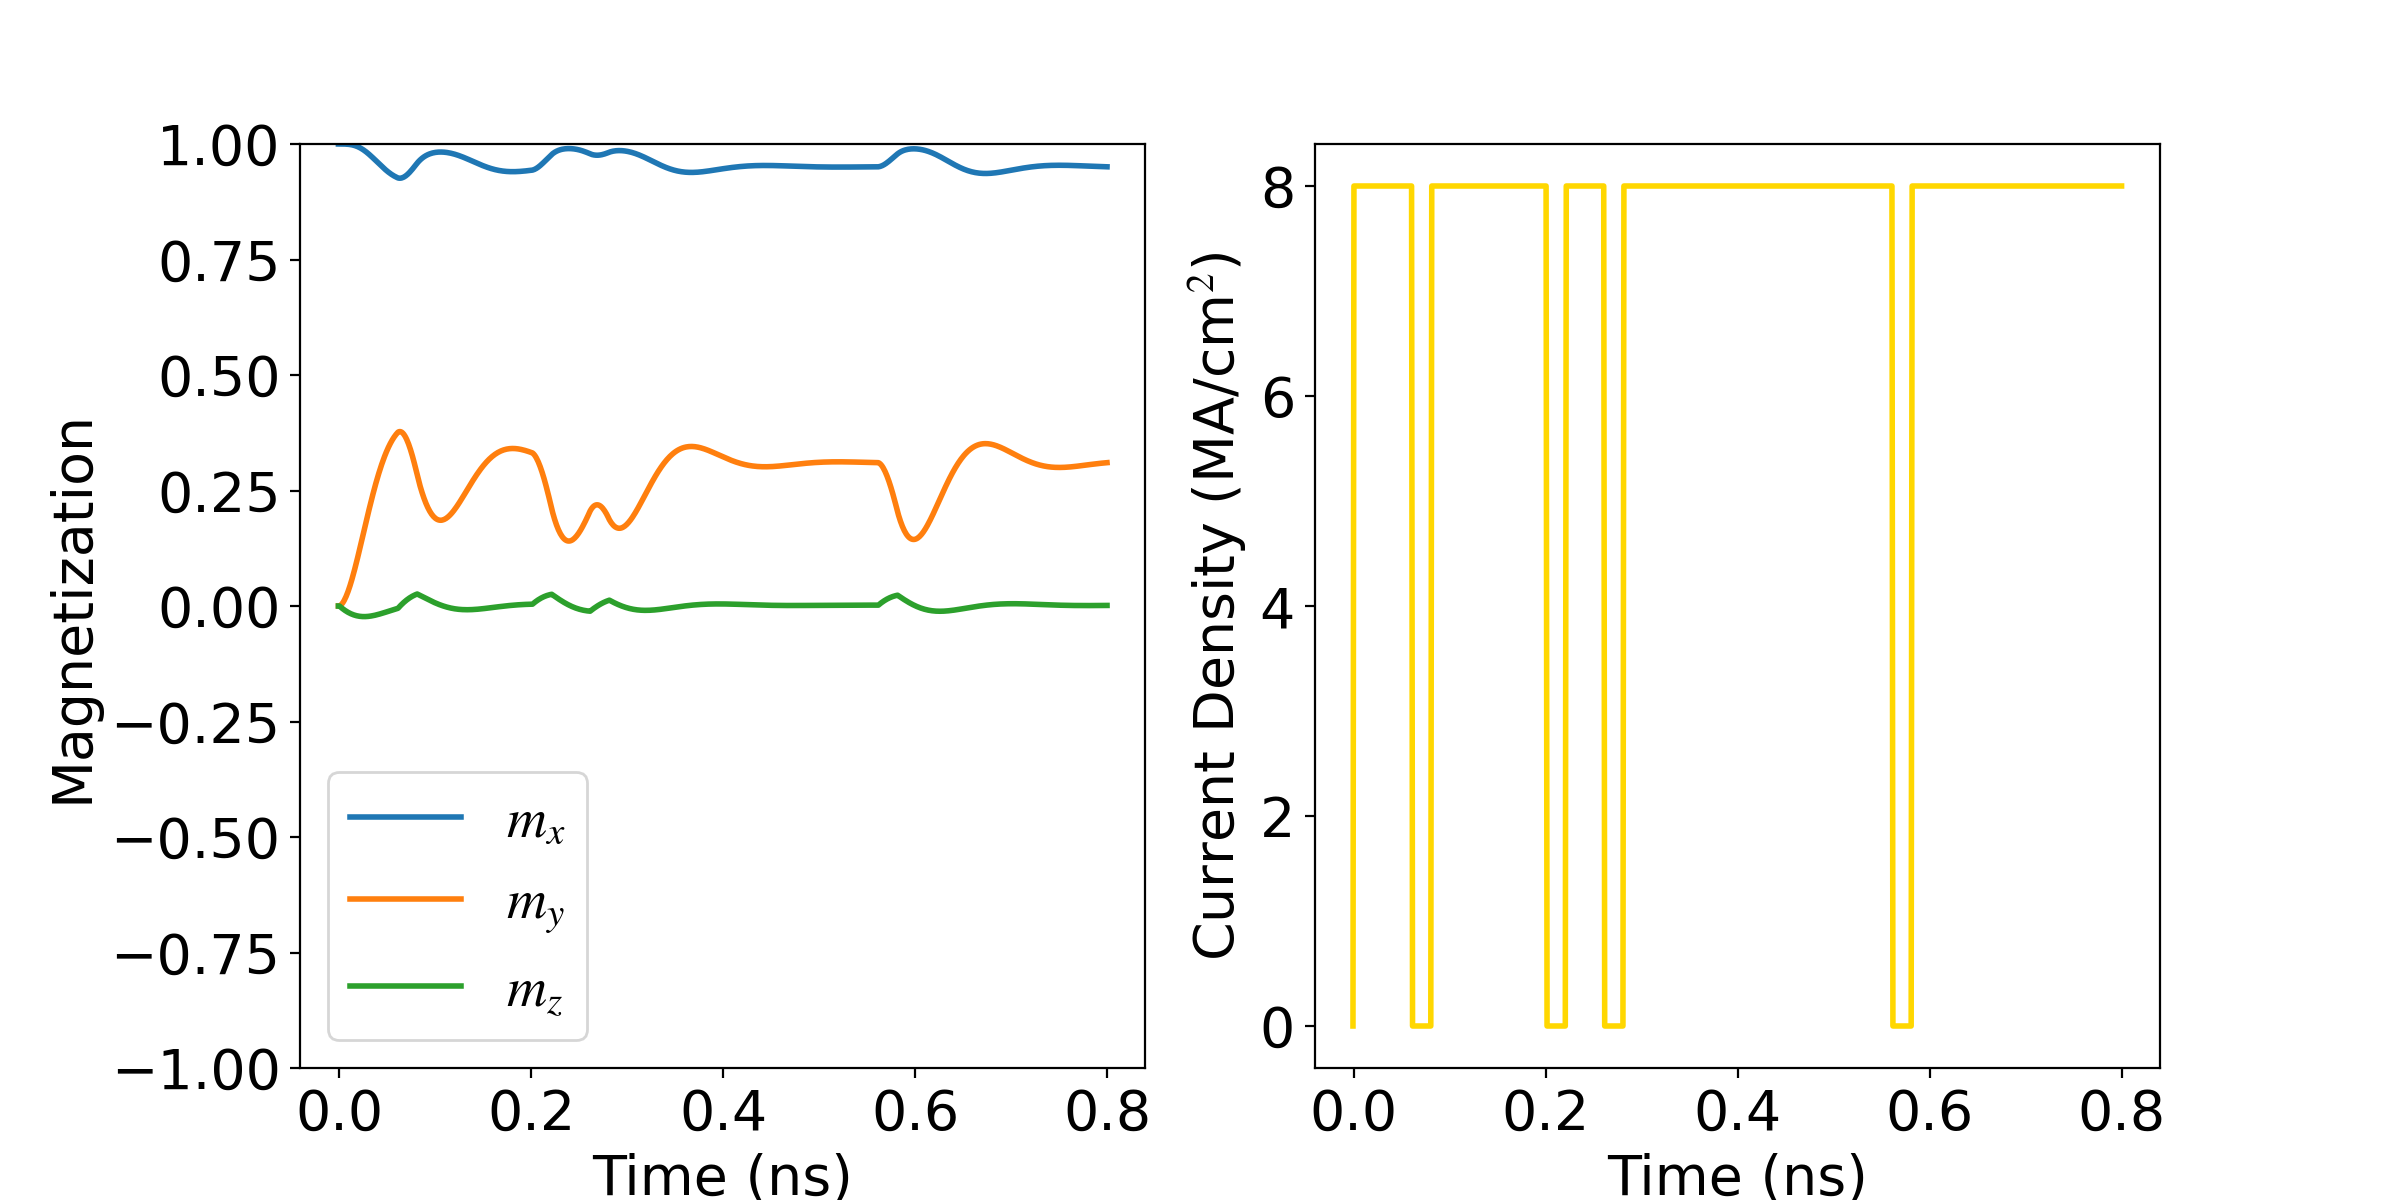 Magnetization
1.00
0.75
0.50
0.25
0.00
−0.25
−0.50
−0.75
−1.00
m_x
m_y
m_z
0.0 0.2 0.4 0.6 0.8
Time (ns)
Current Density (MA/cm²)
8
6
4
2
0
0.0 0.2 0.4 0.6 0.8
Time (ns)